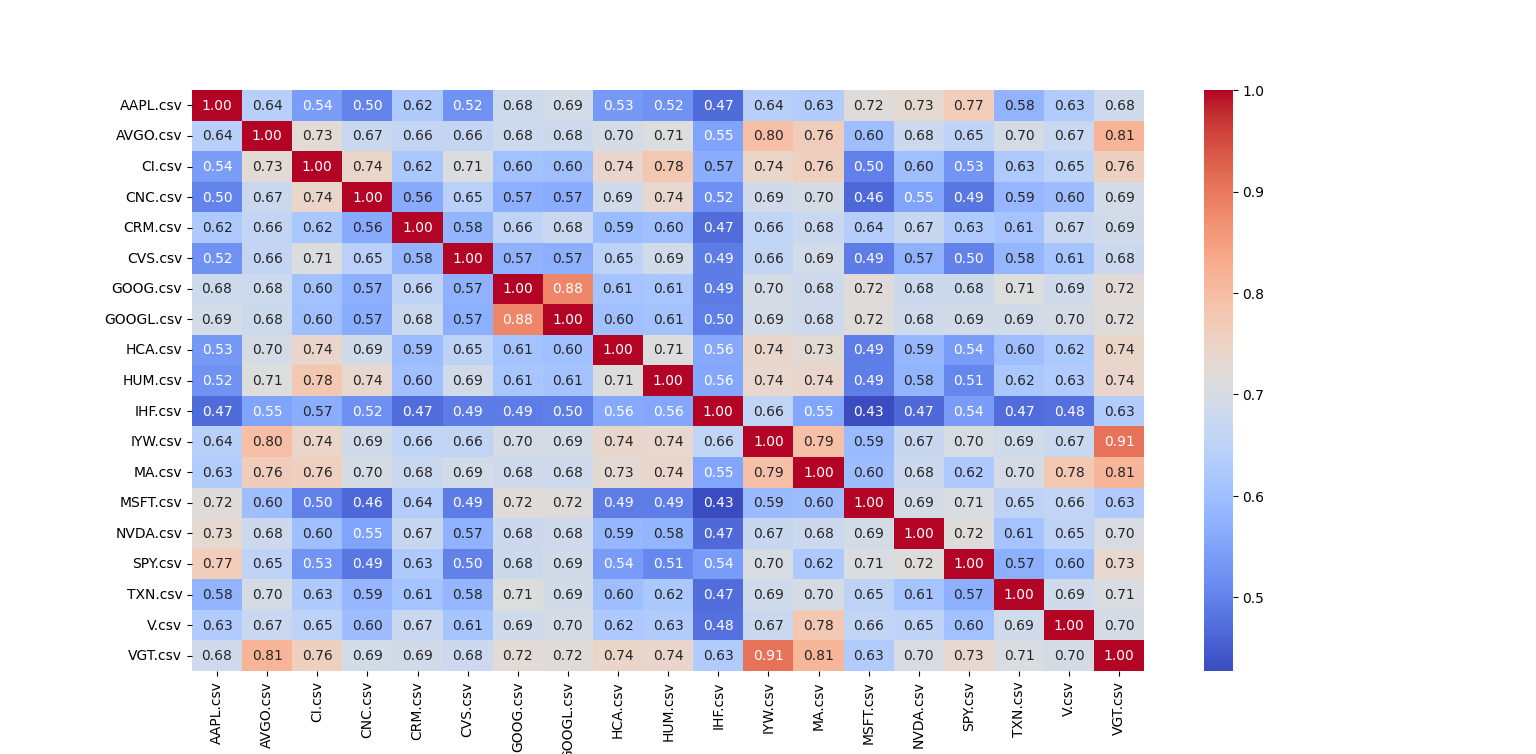 AAPL.csv 1.00 0.64 0.54 0.50 0.62 0.52 0.68 0.69 0.53 0.52 0.47 0.64 0.63 0.72 0.73 0.77 0.58 0.63 0.68 1.0
AVGO.csv 0.64 1.00 0.73 0.67 0.66 0.66 0.68 0.68 0.70 0.71 0.55 0.80 0.76 0.60 0.68 0.65 0.70 0.67 0.81
CI.csv 0.54 0.73 1.00 0.74 0.62 0.71 0.60 0.60 0.74 0.78 0.57 0.74 0.76 0.50 0.60 0.53 0.63 0.65 0.76
CNC.csv 0.50 0.67 0.74 1.00 0.56 0.65 0.57 0.57 0.69 0.74 0.52 0.69 0.70 0.46 0.55 0.49 0.59 0.60 0.69 0.9
CRM.csv 0.62 0.66 0.62 0.56 1.00 0.58 0.66 0.68 0.59 0.60 0.47 0.66 0.68 0.64 0.67 0.63 0.61 0.67 0.69
CVS.csv 0.52 0.66 0.71 0.65 0.58 1.00 0.57 0.57 0.65 0.69 0.49 0.66 0.69 0.49 0.57 0.50 0.58 0.61 0.68
GOOG.csv 0.68 0.68 0.60 0.57 0.66 0.57 1.00 0.88 0.61 0.61 0.49 0.70 0.68 0.72 0.68 0.68 0.71 0.69 0.72 0.8
GOOGL.csv 0.69 0.68 0.60 0.57 0.68 0.57 0.88 1.00 0.60 0.61 0.50 0.69 0.68 0.72 0.68 0.69 0.69 0.70 0.72
HCA.csv 0.53 0.70 0.74 0.69 0.59 0.65 0.61 0.60 1.00 0.71 0.56 0.74 0.73 0.49 0.59 0.54 0.60 0.62 0.74
HUM.csv 0.52 0.71 0.78 0.74 0.60 0.69 0.61 0.61 0.71 1.00 0.56 0.74 0.74 0.49 0.58 0.51 0.62 0.63 0.74 0.7
IHF.csv 0.47 0.55 0.57 0.52 0.47 0.49 0.49 0.50 0.56 0.56 1.00 0.66 0.55 0.43 0.47 0.54 0.47 0.48 0.63
IYW.csv 0.64 0.80 0.74 0.69 0.66 0.66 0.70 0.69 0.74 0.74 0.66 1.00 0.79 0.59 0.67 0.70 0.69 0.67 0.91
MA.csv 0.63 0.76 0.76 0.70 0.68 0.69 0.68 0.68 0.73 0.74 0.55 0.79 1.00 0.60 0.68 0.62 0.70 0.78 0.81
MSFT.csv 0.72 0.60 0.50 0.46 0.64 0.49 0.72 0.72 0.49 0.49 0.43 0.59 0.60 1.00 0.69 0.71 0.65 0.66 0.63 0.6
NVDA.csv 0.73 0.68 0.60 0.55 0.67 0.57 0.68 0.68 0.59 0.58 0.47 0.67 0.68 0.69 1.00 0.72 0.61 0.65 0.70
SPY.csv 0.77 0.65 0.53 0.49 0.63 0.50 0.68 0.69 0.54 0.51 0.54 0.70 0.62 0.71 0.72 1.00 0.57 0.60 0.73
TXN.csv 0.58 0.70 0.63 0.59 0.61 0.58 0.71 0.69 0.60 0.62 0.47 0.69 0.70 0.65 0.61 0.57 1.00 0.69 0.71 0.5
V.csv 0.63 0.67 0.65 0.60 0.67 0.61 0.69 0.70 0.62 0.63 0.48 0.67 0.78 0.66 0.65 0.60 0.69 1.00 0.70
VGT.csv 0.68 0.81 0.76 0.69 0.69 0.68 0.72 0.72 0.74 0.74 0.63 0.91 0.81 0.63 0.70 0.73 0.71 0.70 1.00
AAPL.csv AVGO.csv CI.csv CNC.csv CRM.csv CVS.csv GOOG.csv OOGL.csv HCA.csv HUM.csv IHF.csv IYW.csv MA.csv MSFT.csv NVDA.csv SPY.csv TXN.csv V.csv VGT.csv